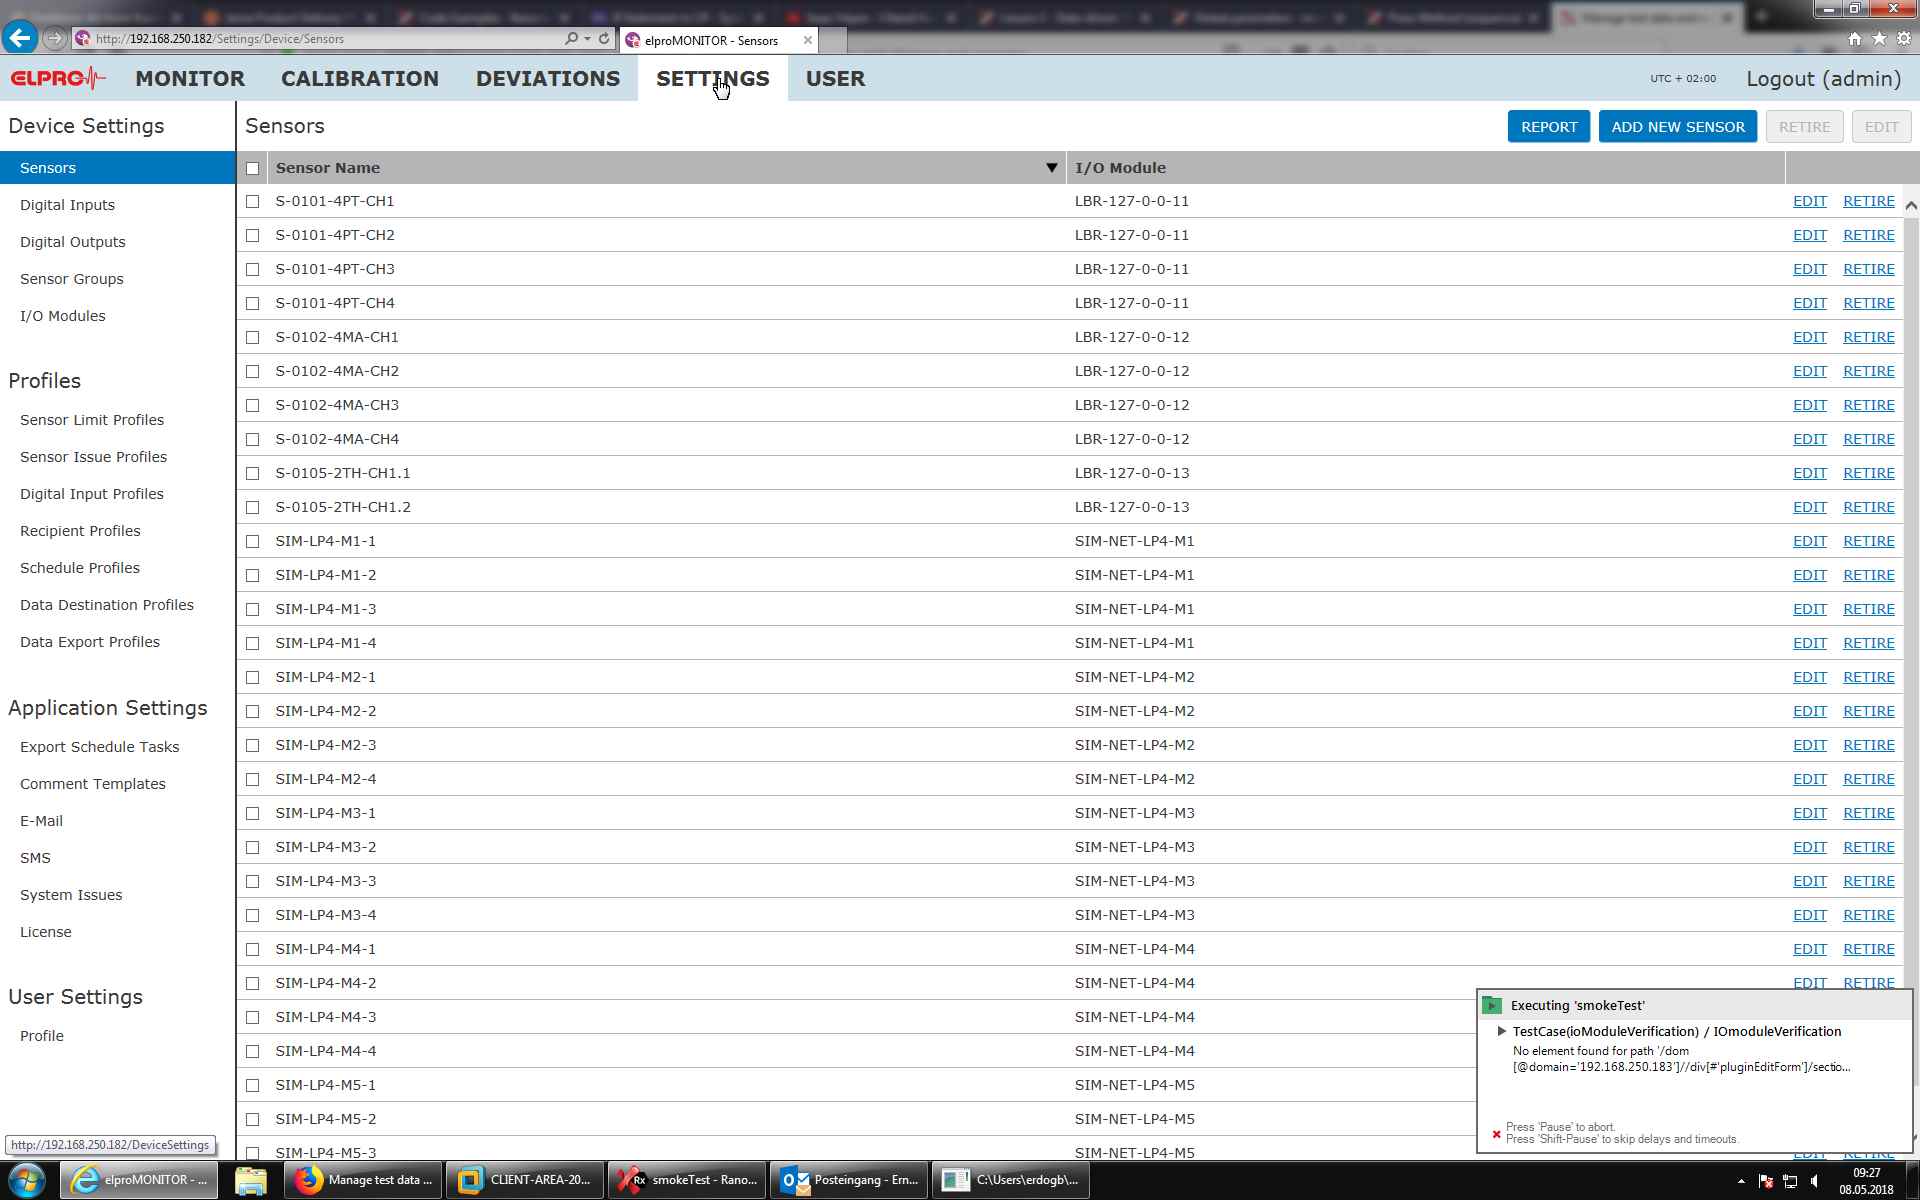 http://192.168.250.182/Settings/Device/Sensors
elproMONITOR - Sensors
ELPRO MONITOR CALIBRATION DEVIATIONS SETTINGS USER UTC + 02:00 Logout (admin)
Device Settings
Sensors
Digital Inputs
Digital Outputs
Sensor Groups
I/O Modules
Profiles
Sensor Limit Profiles
Sensor Issue Profiles
Digital Input Profiles
Recipient Profiles
Schedule Profiles
Data Destination Profiles
Data Export Profiles
Application Settings
Export Schedule Tasks
Comment Templates
E-Mail
SMS
System Issues
License
User Settings
Profile
http://192.168.250.182/DeviceSettings
Sensors REPORT ADD NEW SENSOR RETIRE EDIT
Sensor Name ▼ I/O Module
S-0101-4PT-CH1 LBR-127-0-0-11 EDIT RETIRE
S-0101-4PT-CH2 LBR-127-0-0-11 EDIT RETIRE
S-0101-4PT-CH3 LBR-127-0-0-11 EDIT RETIRE
S-0101-4PT-CH4 LBR-127-0-0-11 EDIT RETIRE
S-0102-4MA-CH1 LBR-127-0-0-12 EDIT RETIRE
S-0102-4MA-CH2 LBR-127-0-0-12 EDIT RETIRE
S-0102-4MA-CH3 LBR-127-0-0-12 EDIT RETIRE
S-0102-4MA-CH4 LBR-127-0-0-12 EDIT RETIRE
S-0105-2TH-CH1.1 LBR-127-0-0-13 EDIT RETIRE
S-0105-2TH-CH1.2 LBR-127-0-0-13 EDIT RETIRE
SIM-LP4-M1-1 SIM-NET-LP4-M1 EDIT RETIRE
SIM-LP4-M1-2 SIM-NET-LP4-M1 EDIT RETIRE
SIM-LP4-M1-3 SIM-NET-LP4-M1 EDIT RETIRE
SIM-LP4-M1-4 SIM-NET-LP4-M1 EDIT RETIRE
SIM-LP4-M2-1 SIM-NET-LP4-M2 EDIT RETIRE
SIM-LP4-M2-2 SIM-NET-LP4-M2 EDIT RETIRE
SIM-LP4-M2-3 SIM-NET-LP4-M2 EDIT RETIRE
SIM-LP4-M2-4 SIM-NET-LP4-M2 EDIT RETIRE
SIM-LP4-M3-1 SIM-NET-LP4-M3 EDIT RETIRE
SIM-LP4-M3-2 SIM-NET-LP4-M3 EDIT RETIRE
SIM-LP4-M3-3 SIM-NET-LP4-M3 EDIT RETIRE
SIM-LP4-M3-4 SIM-NET-LP4-M3 EDIT RETIRE
SIM-LP4-M4-1 SIM-NET-LP4-M4 EDIT RETIRE
SIM-LP4-M4-2 SIM-NET-LP4-M4 EDIT RETIRE
SIM-LP4-M4-3 SIM-NET-LP4-M4
SIM-LP4-M4-4 SIM-NET-LP4-M4
SIM-LP4-M5-1 SIM-NET-LP4-M5
SIM-LP4-M5-2 SIM-NET-LP4-M5
SIM-LP4-M5-3 SIM-NET-LP4-M5 EDIT RETIRE
Executing 'smokeTest'
TestCase(ioModuleVerification) / IOmoduleVerification
No element found for path '/dom
[@domain='192.168.250.183']//div[#'pluginEditForm']/sectio...
Press 'Pause' to abort.
Press 'Shift-Pause' to skip delays and timeouts.
elproMONITOR - ... Manage test data ... CLIENT-AREA-20... smokeTest - Rano... Posteingang - Ern... C:\Users\erdogb\...
09:27
08.05.2018